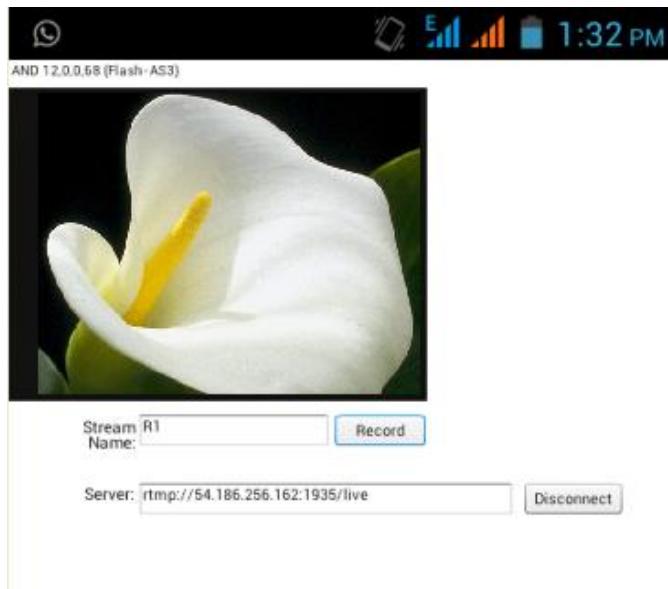 E
1:32 PM
AND 12,0,0,68 (Flash-AS3)
Stream Name:
R1
Record
Server:
rtmp://54.186.256.162:1935/live
Disconnect